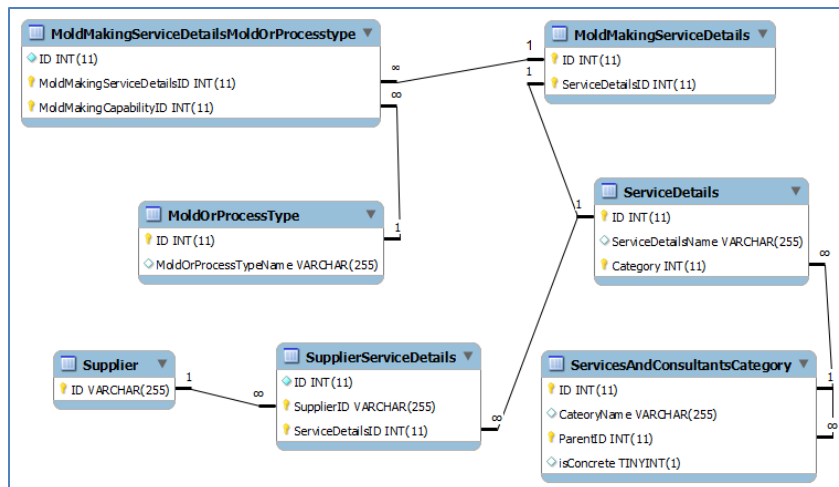 MoldMakingServiceDetailsMoldOrProcesstype
ID INT(11)
MoldMakingServiceDetailsID INT(11)
MoldMakingCapabilityID INT(11)
∞
∞
1
1
MoldMakingServiceDetails
ID INT(11)
ServiceDetailsID INT(11)
MoldOrProcessType
ID INT(11)
MoldOrProcessTypeName VARCHAR(255)
1
1
ServiceDetails
ID INT(11)
ServiceDetailsName VARCHAR(255)
Category INT(11)
∞
Supplier
ID VARCHAR(255)
1
∞
SupplierServiceDetails
ID INT(11)
SupplierID VARCHAR(255)
ServiceDetailsID INT(11)
∞
ServicesAndConsultantsCategory
ID INT(11)
CateoryName VARCHAR(255)
ParentID INT(11)
isConcrete TINYINT(1)
1
∞